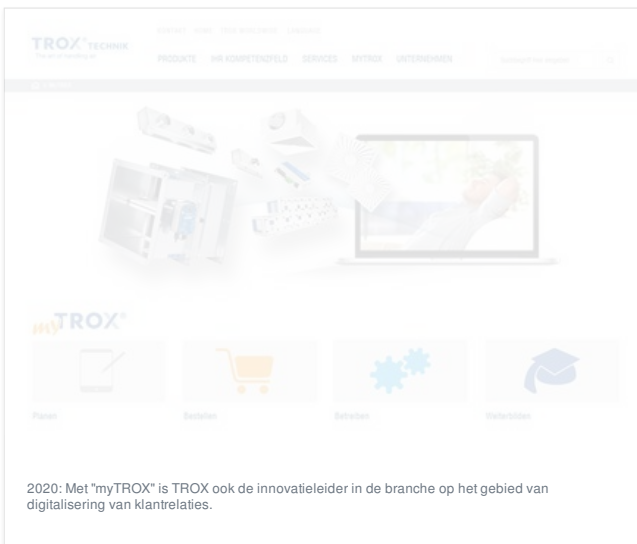 TROX® TECHNIK
PRODUKTE IHR KOMPETENZFELD SERVICES MYTROX UNTERNEHMEN
myTROX®
Planen
Bestellen
Betreiben
Weiterbilden
2020: Met "myTROX" is TROX ook de innovatieleider in de branche op het gebied van
digitalisering van klantrelaties.